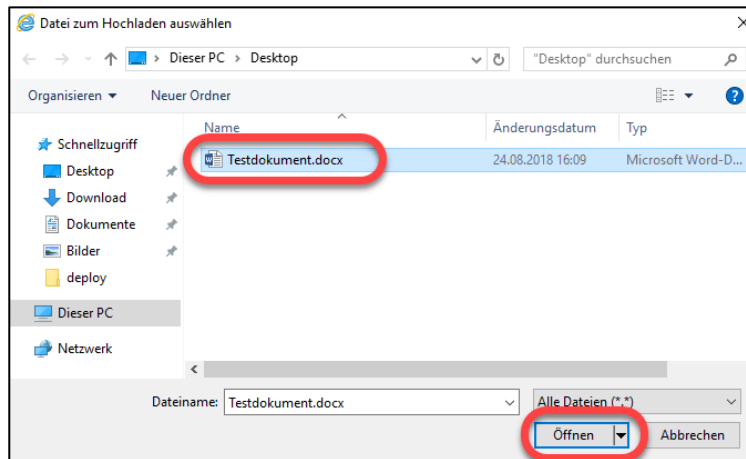 Datei zum Hochladen auswählen
Dieser PC > Desktop
"Desktop" durchsuchen
Organisieren
Neuer Ordner
Name
Änderungsdatum
Typ
Schnellzugriff
Testdokument.docx
24.08.2018 16:09
Microsoft Word-D...
Desktop
Download
Dokumente
Bilder
deploy
Dieser PC
Netzwerk
Dateiname:
Testdokument.docx
Alle Dateien (*.*)
Öffnen
Abbrechen